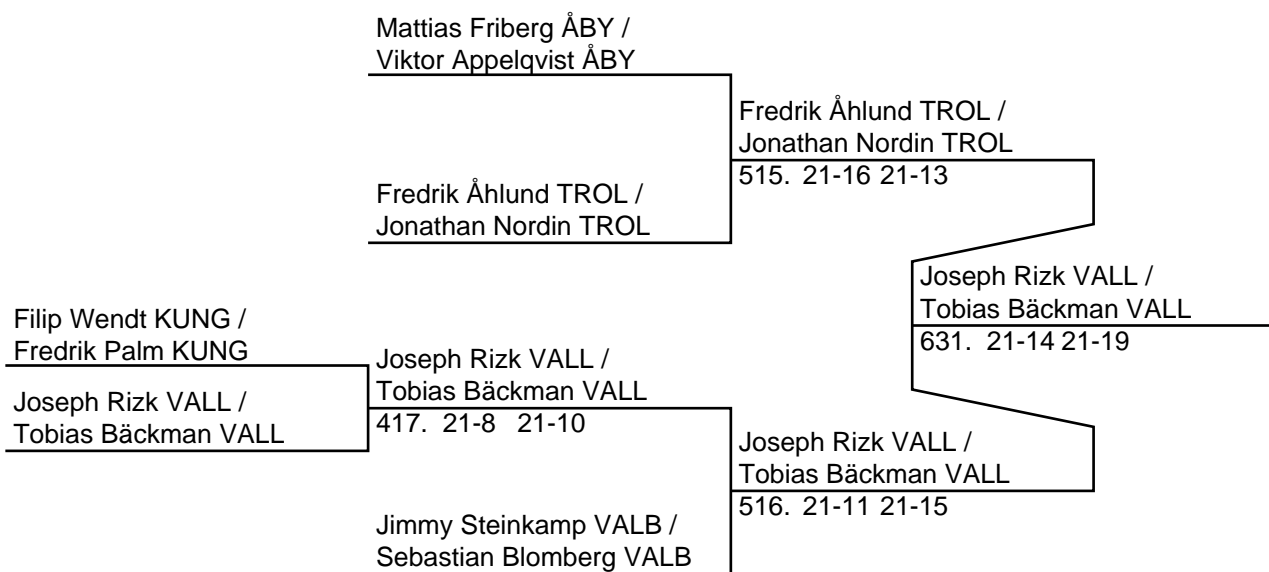 Mattias Friberg ÅBY /
Viktor Appelqvist ÅBY
Fredrik Åhlund TROL /
Jonathan Nordin TROL
515. 21-16 21-13
Fredrik Åhlund TROL /
Jonathan Nordin TROL
Joseph Rizk VALL /
Tobias Bäckman VALL
631. 21-14 21-19
Filip Wendt KUNG /
Fredrik Palm KUNG
Joseph Rizk VALL /
Tobias Bäckman VALL
417. 21-8 21-10
Joseph Rizk VALL /
Tobias Bäckman VALL
Joseph Rizk VALL /
Tobias Bäckman VALL
516. 21-11 21-15
Jimmy Steinkamp VALB /
Sebastian Blomberg VALB